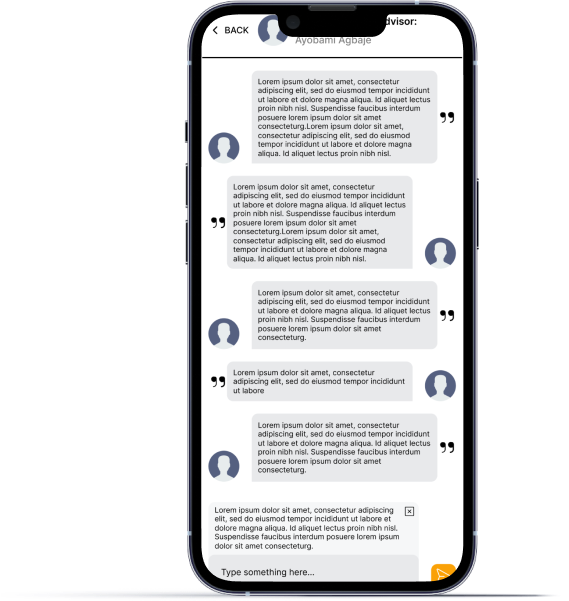 BACK
dvisor:
Ayobami Agbaje
Lorem ipsum dolor sit amet, consectetur
adipiscing elit, sed do eiusmod tempor incididunt
ut labore et dolore magna aliqua. Id aliquet lectus
proin nibh nisl. Suspendisse faucibus interdum
posuere lorem ipsum dolor sit amet
consecteturg.Lorem ipsum dolor sit amet,
consectetur adipiscing elit, sed do eiusmod
tempor incididunt ut labore et dolore magna
aliqua. Id aliquet lectus proin nibh nisl.
Lorem ipsum dolor sit amet, consectetur
adipiscing elit, sed do eiusmod tempor incididunt
ut labore et dolore magna aliqua. Id aliquet lectus
proin nibh nisl. Suspendisse faucibus interdum
posuere lorem ipsum dolor sit amet
consecteturg.Lorem ipsum dolor sit amet,
consectetur adipiscing elit, sed do eiusmod
tempor incididunt ut labore et dolore magna
aliqua. Id aliquet lectus proin nibh nisl.
Lorem ipsum dolor sit amet, consectetur
adipiscing elit, sed do eiusmod tempor incididunt
ut labore et dolore magna aliqua. Id aliquet lectus
proin nibh nisl. Suspendisse faucibus interdum
posuere lorem ipsum dolor sit amet
consecteturg.
Lorem ipsum dolor sit amet, consectetur
adipiscing elit, sed do eiusmod tempor incididunt
ut labore
Lorem ipsum dolor sit amet, consectetur
adipiscing elit, sed do eiusmod tempor incididunt
ut labore et dolore magna aliqua. Id aliquet lectus
proin nibh nisl. Suspendisse faucibus interdum
posuere lorem ipsum dolor sit amet
consecteturg.
Lorem ipsum dolor sit amet, consectetur adipiscing
elit, sed do eiusmod tempor incididunt ut labore et
dolore magna aliqua. Id aliquet lectus proin nibh nisl.
Suspendisse faucibus interdum posuere lorem ipsum
dolor sit amet consecteturg.
Type something here...